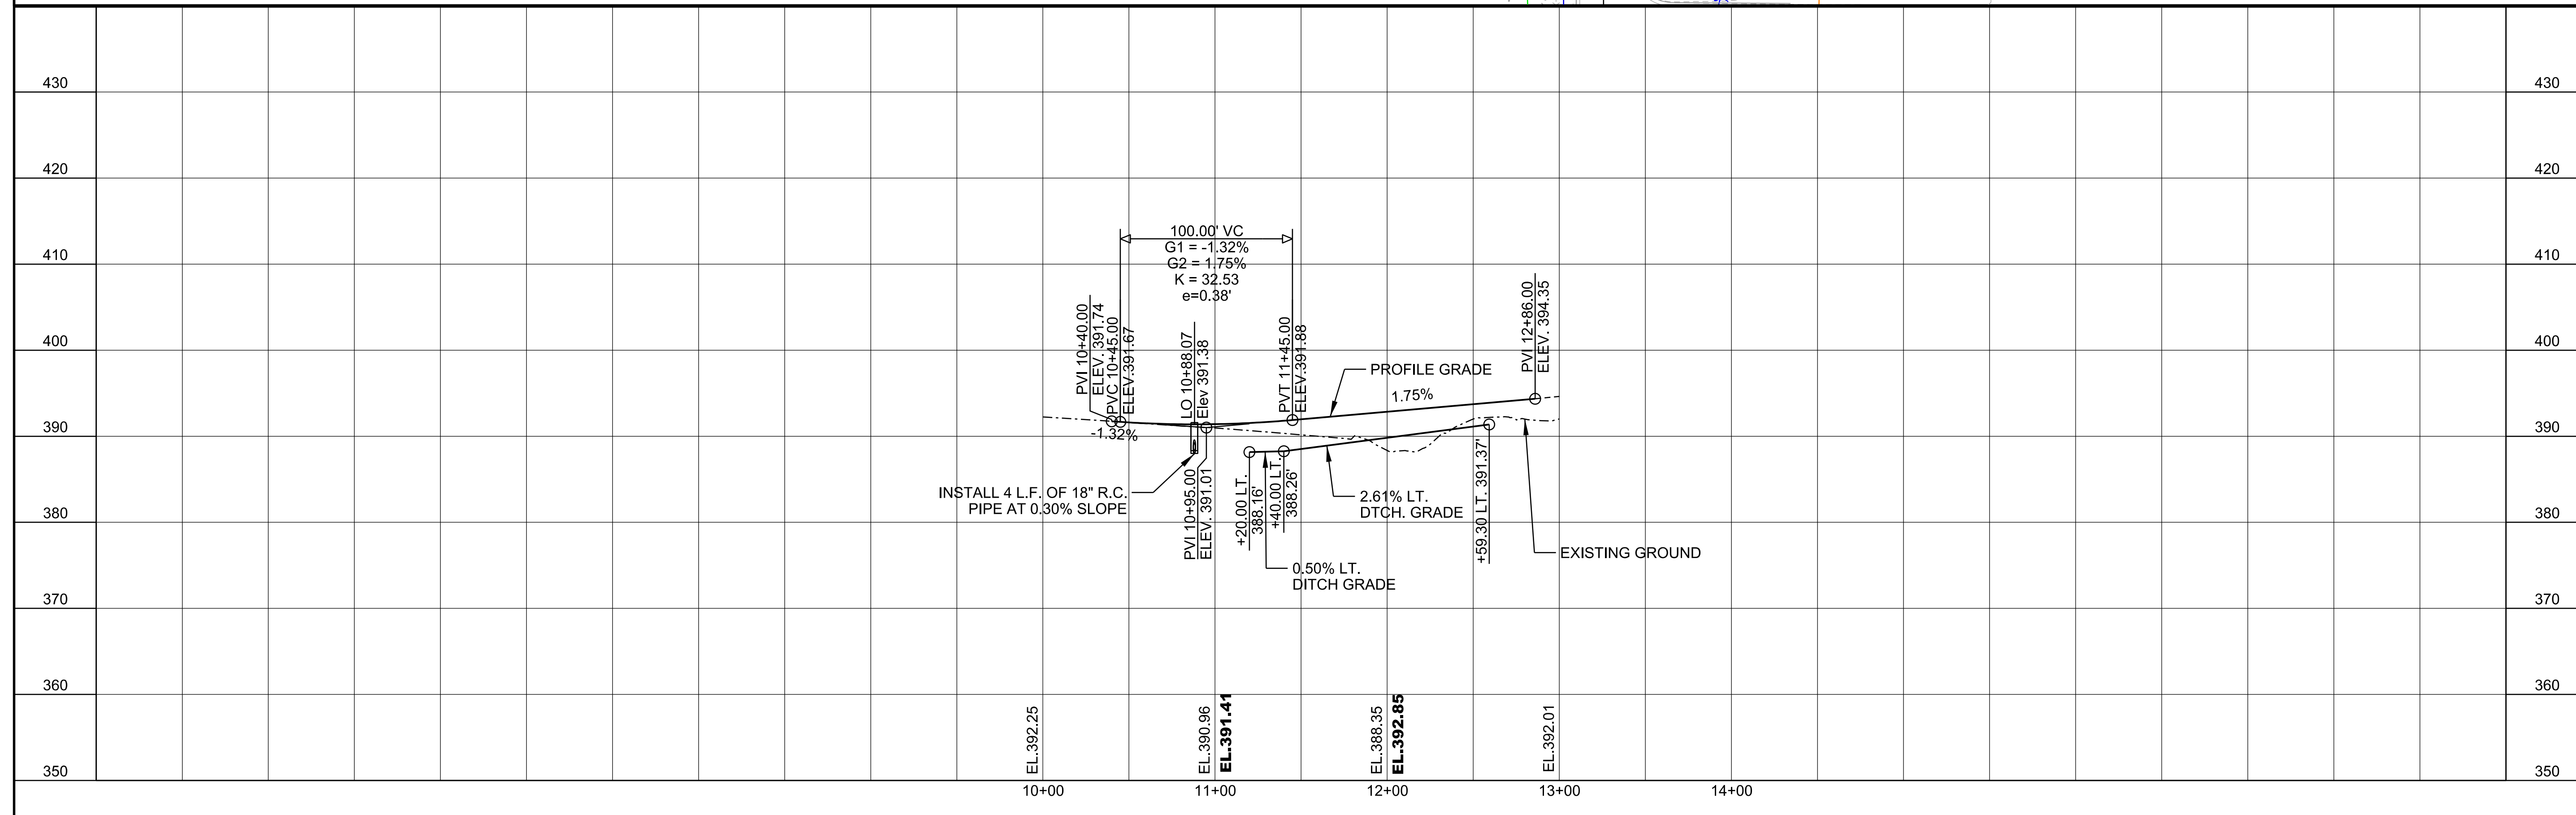 430
430
420
420
410
410
400
400
390
390
380
380
370
370
360
360
350
350
100.00' VC
G1 = -1.32%
G2 = 1.75%
K = 32.53
e=0.38'
PVI 10+40.00
ELEV. 391.74
PVC 10+45.00
ELEV.391.67
LO 10+88.07
Elev 391.38
PVT 11+45.00
ELEV.391.88
PVI 12+86.00
ELEV. 394.35
PROFILE GRADE
1.75%
-1.32%
INSTALL 4 L.F. OF 18" R.C.
PIPE AT 0.30% SLOPE
PVI 10+95.00
ELEV. 391.01
+20.00 LT.
388.16'
+40.00 LT.
388.26'
2.61% LT.
DTCH. GRADE
+59.30 LT. 391.37'
EXISTING GROUND
0.50% LT.
DITCH GRADE
EL.392.25
EL.390.96
EL.391.41
EL.388.35
EL.392.85
EL.392.01
10+00
11+00
12+00
13+00
14+00